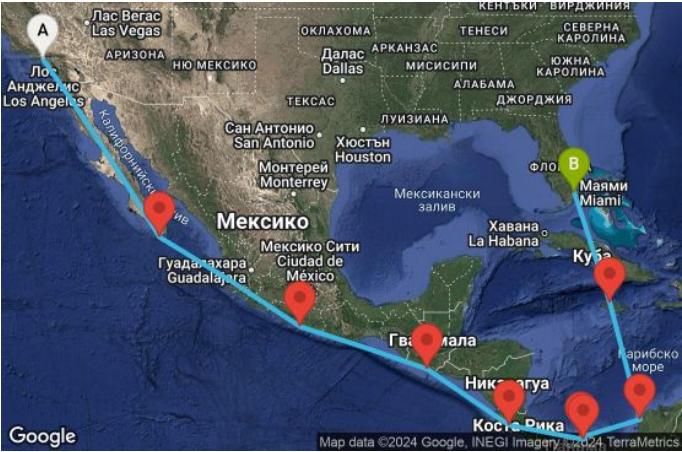 КЕНТЪКИ
ВИРДЖИНИЯ
Лас Вегас
Las Vegas
ОКЛАХОМА
ТЕНЕСИ
СЕВЕРНА
КАРОЛИНА
A
АРИЗОНА
НЮ МЕКСИКО
Далас
Dallas
АРКАНЗАС
МИСИСИПИ
ЮЖНА
КАРОЛИНА
Лос
Анджелис
Los Angeles
АЛАБАМА
ТЕКСАС
ДЖОРДЖИЯ
ЛУИЗИАНА
Сан Антонио
San Antonio
Хюстън
Houston
Монтерей
Monterrey
B
Маями
Miami
Мексикански
залив
Мексико
Хавана
La Habana
Мексико Сити
Ciudad de
México
Куба
Гуадалахара
Guadalajara
Карибско
море
Никарагуа
Коста Рика
Google
Map data ©2024 Google, INEGI Imagery ©2024 TerraMetrics